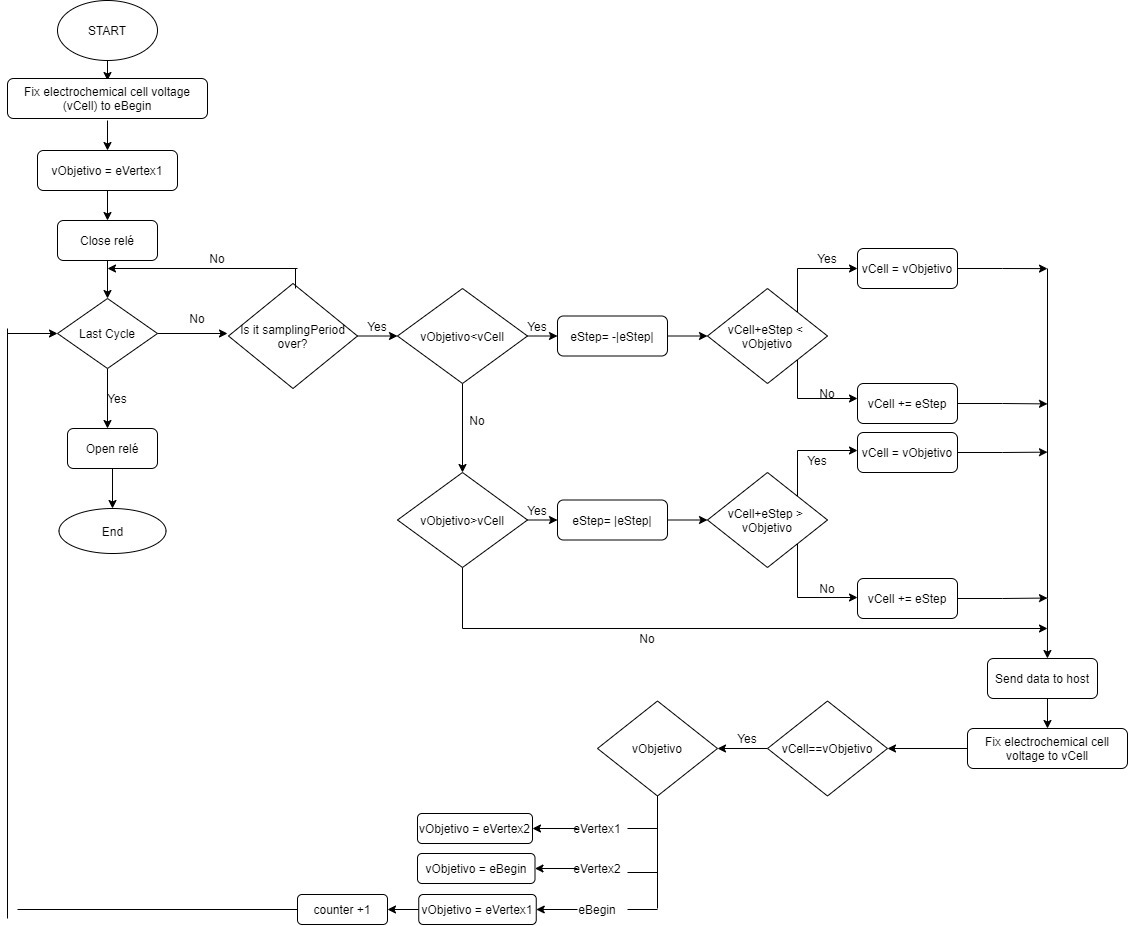 START
Fix electrochemical cell voltage
(vCell) to eBegin
vObjetivo = eVertex1
Close relé
No
Last Cycle
No
Is it samplingPeriod
over?
Yes
vObjetivo<vCell
Yes
eStep= -|eStep|
vCell+eStep <
vObjetivo
Yes
vCell = vObjetivo
No
vCell += eStep
Yes
Open relé
End
No
vObjetivo>vCell
Yes
eStep= |eStep|
vCell+eStep >
vObjetivo
Yes
vCell = vObjetivo
No
vCell += eStep
No
Send data to host
Fix electrochemical cell
voltage to vCell
vCell==vObjetivo
Yes
vObjetivo
eVertex1
vObjetivo = eVertex2
eVertex2
vObjetivo = eBegin
eBegin
vObjetivo = eVertex1
counter +1